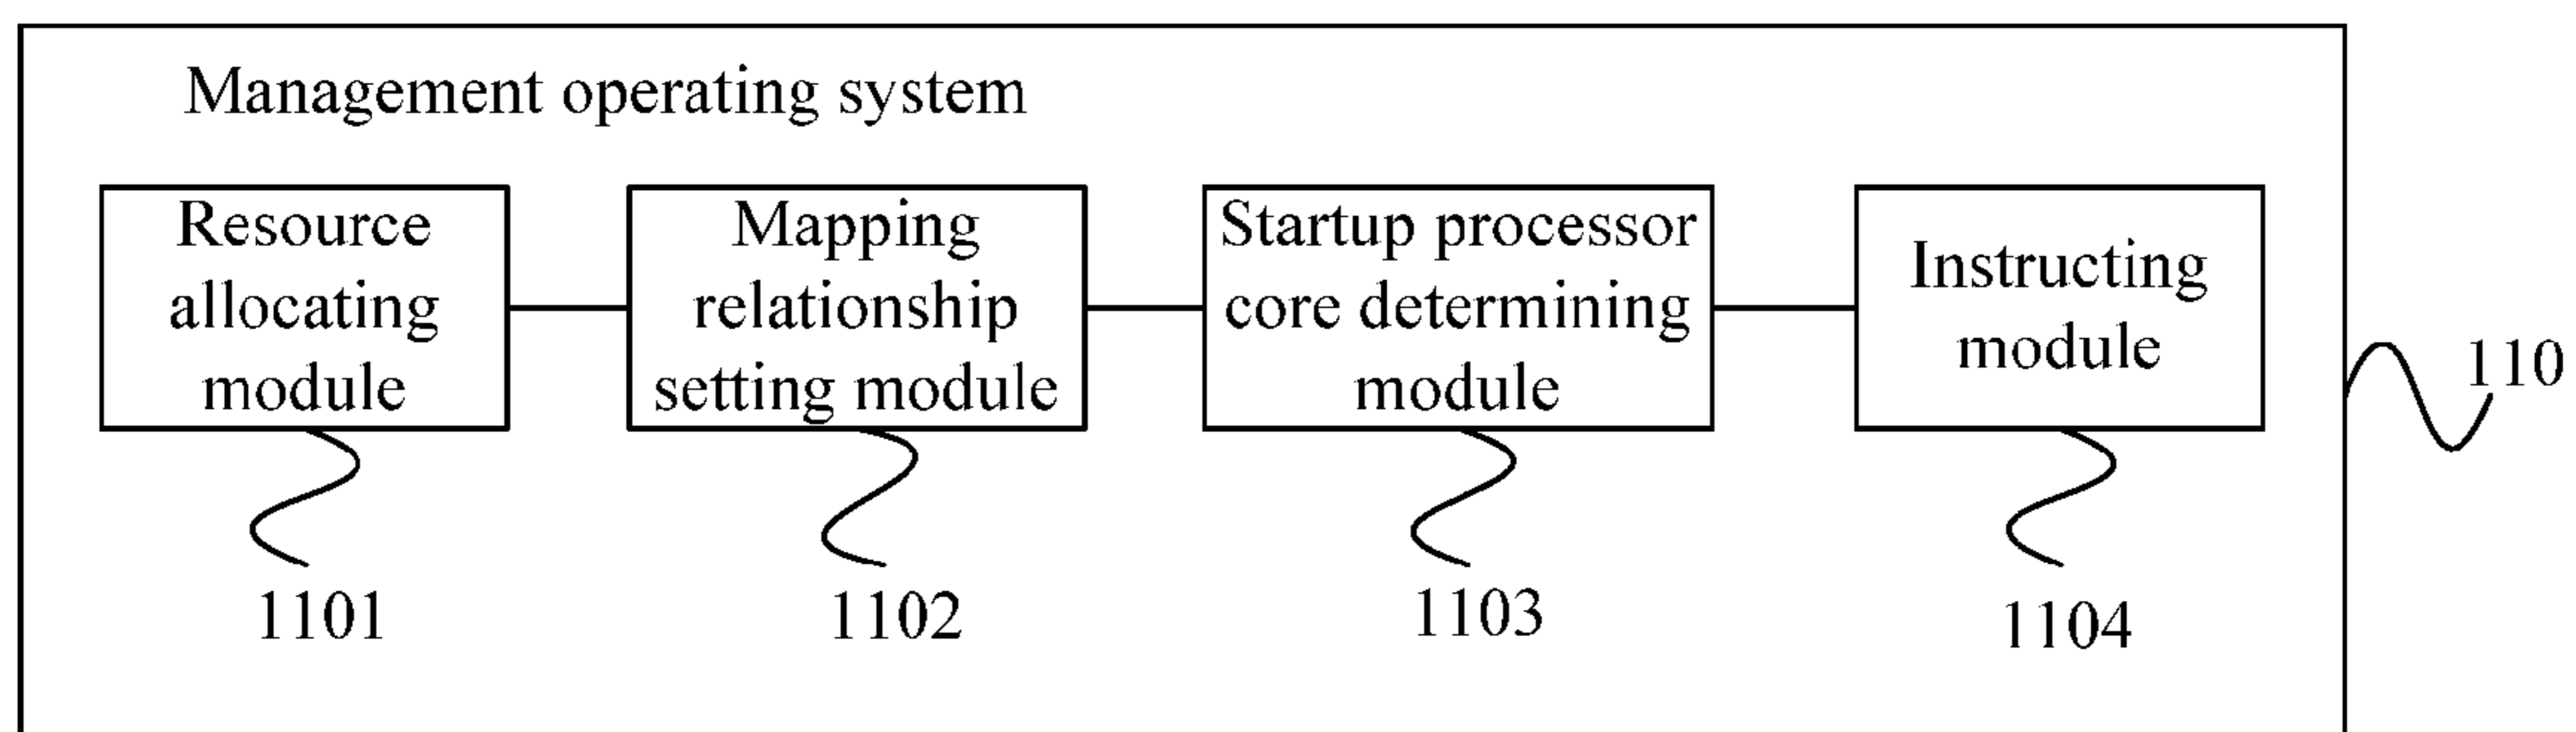 Management operating system
Resource
allocating
module
Mapping
relationship
setting module
Startup processor
core determining
module
Instructing
module
110
1101
1102
1103
1104